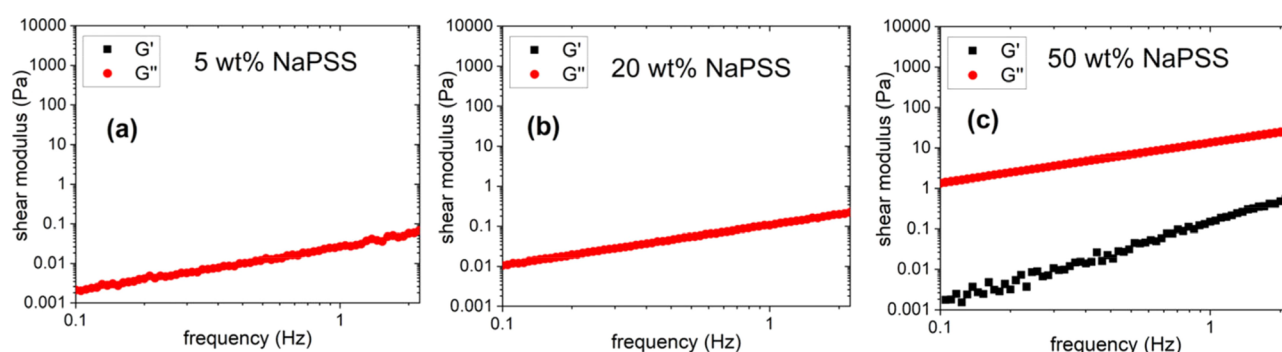 10000
1000
100
10
1
0.1
0.01
0.001
shear modulus (Pa)
G'
G"
5 wt% NaPSS
(a)
0.1
1
frequency (Hz)
10000
1000
100
10
1
0.1
0.01
0.001
shear modulus (Pa)
G'
G"
20 wt% NaPSS
(b)
0.1
1
frequency (Hz)
10000
1000
100
10
1
0.1
0.01
0.001
shear modulus (Pa)
G'
G"
50 wt% NaPSS
(c)
0.1
1
frequency (Hz)